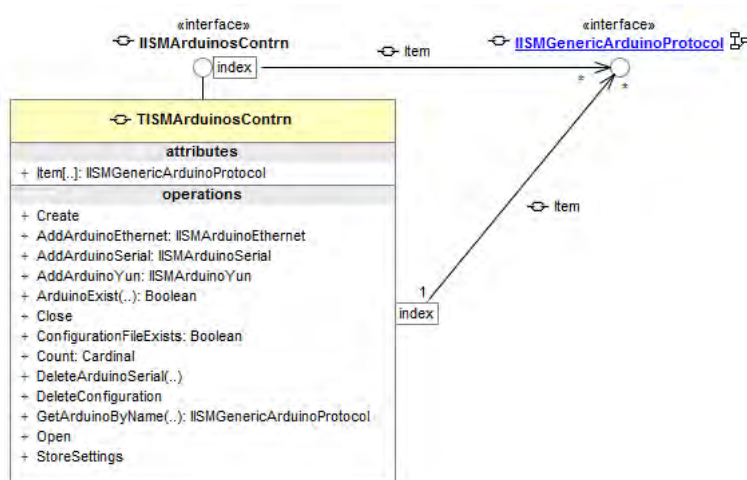 «interface»
IISMArduinosContrn
«interface»
IISMGenericArduinoProtocol
Item
index
*
*
TISMArduinosContrn
attributes
+ Item[..]: IISMGenericArduinoProtocol
operations
+ Create
+ AddArduinoEthernet: IISMArduinoEthernet
+ AddArduinoSerial: IISMArduinoSerial
+ AddArduinoYun: IISMArduinoYun
+ ArduinoExist(..): Boolean
+ Close
+ ConfigurationFileExists: Boolean
+ Count: Cardinal
+ DeleteArduinoSerial(..)
+ DeleteConfiguration
+ GetArduinoByName(..): IISMGenericArduinoProtocol
+ Open
+ StoreSettings
Item
1
index